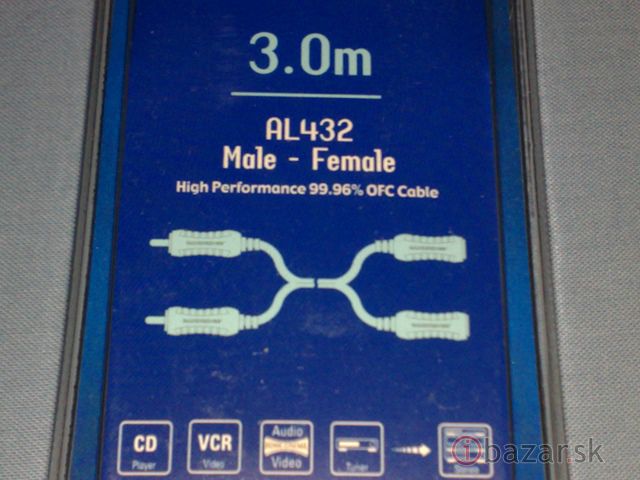 3.0m
AL432
Male - Female
High Performance 99.96% OFC Cable
CD
Player
VCR
Video
Audio
Video
Tuner
bazar.sk